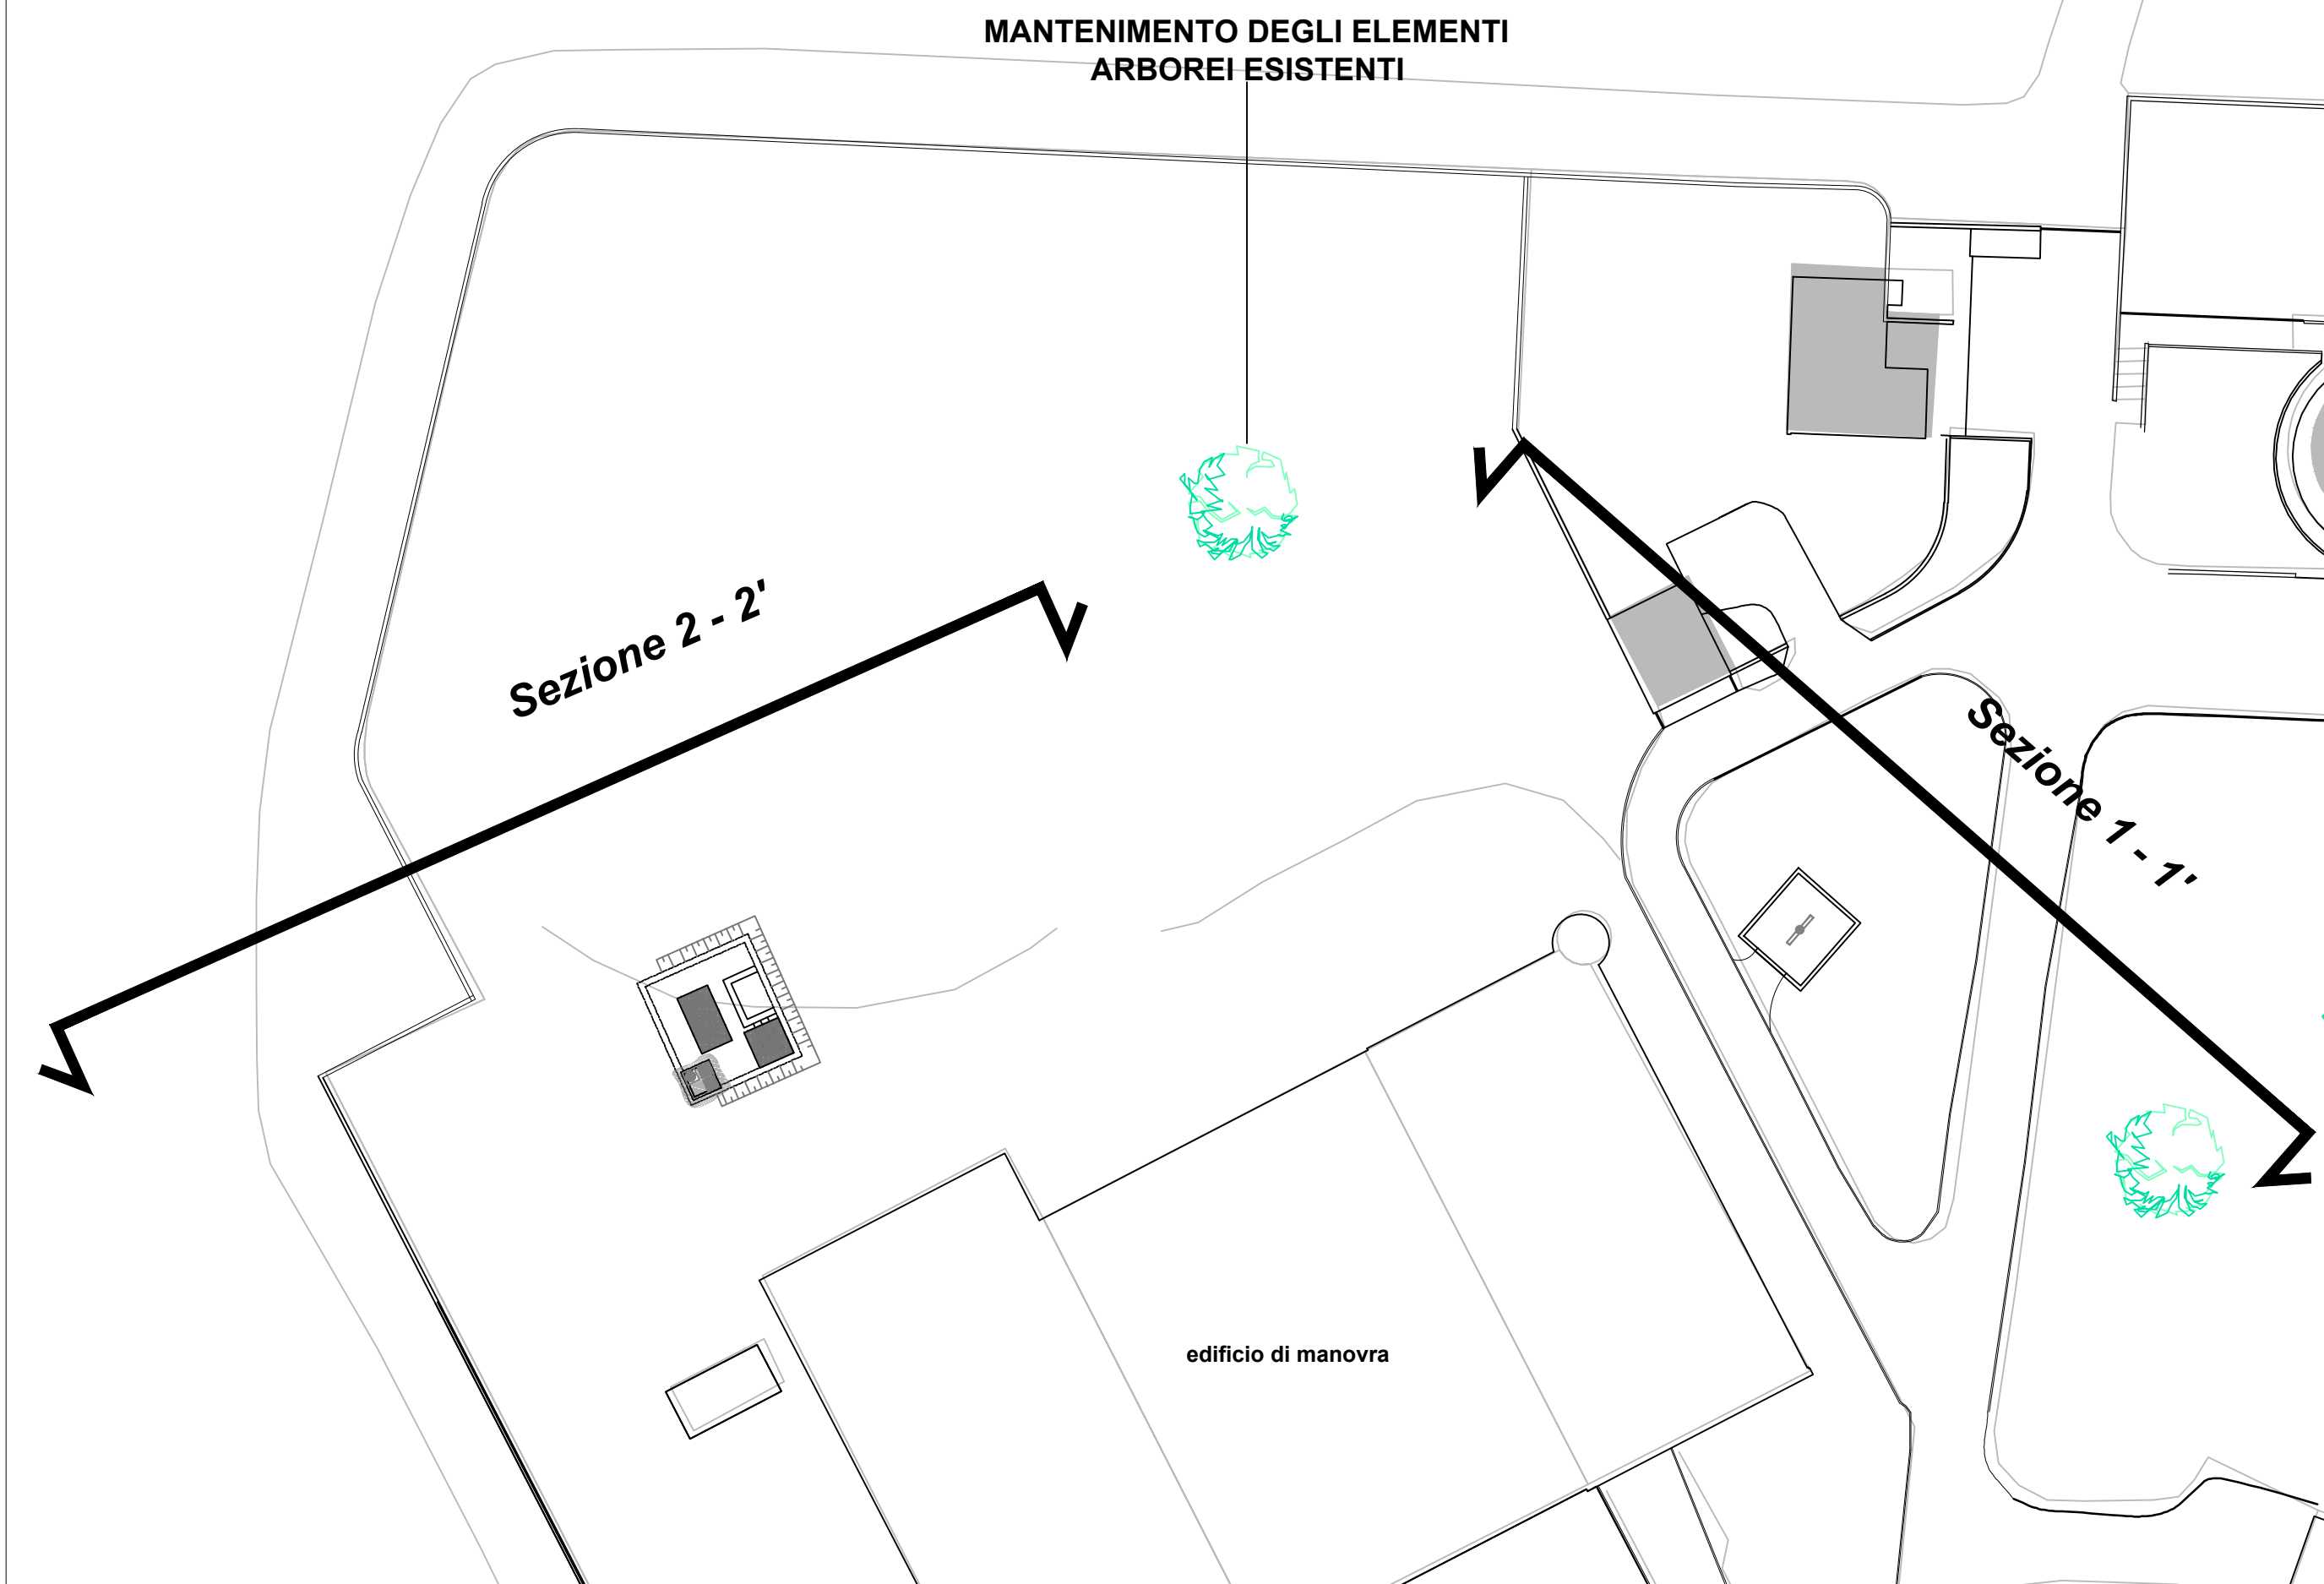 MANTENIMENTO DEGLI ELEMENTI
ARBOREI ESISTENTI
Sezione 2 - 2'
Sezione 1 - 1'
edificio di manovra